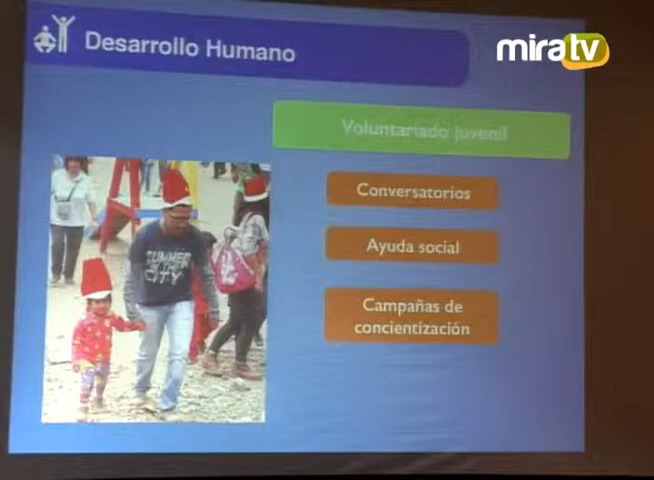 miratv
Desarrollo Humano
Voluntariado juvenil
Conversatorios
Ayuda social
Campañas de
concientización
SUMMER
CITY